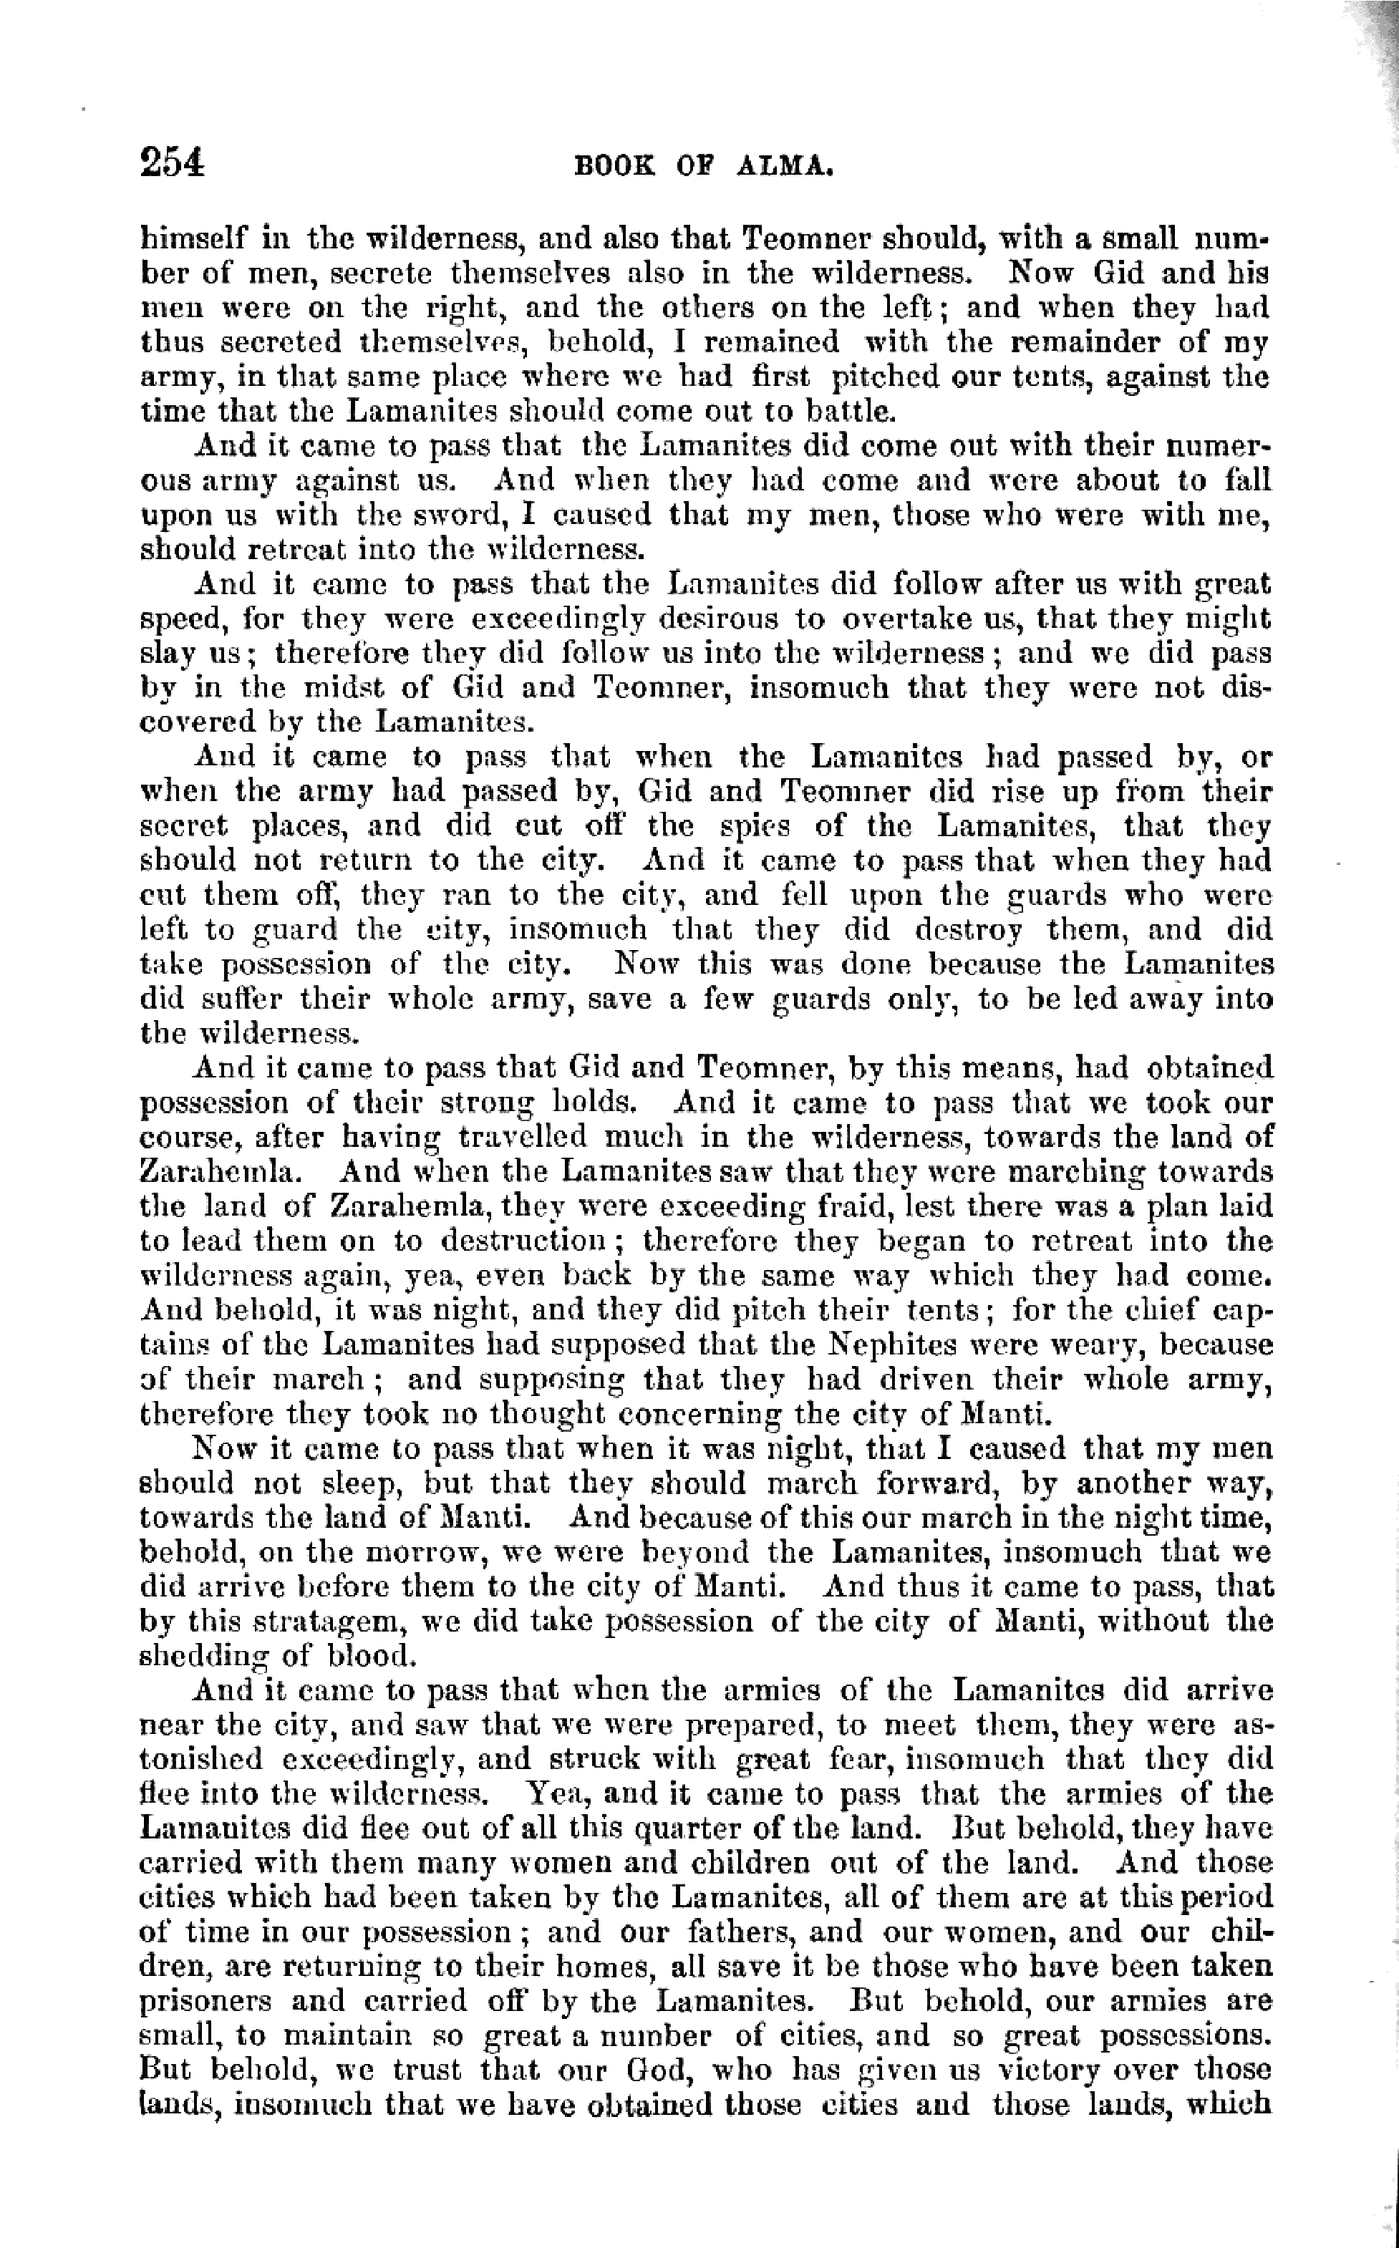 254 BOOK OF ALMA.
himself in the wilderness, and also that Teomner should, with a small num-
ber of men, secrete themselves also in the wilderness. Now Gid and his
men were on the right, and the others on the left; and when they had
thus secreted themselves, behold, I remained with the remainder of my
army, in that same place where we had first pitched our tents, against the
time that the Lamanites should come out to battle.
And it came to pass that the Lamanites did come out with their numer-
ous army against us. And when they had come and were about to fall
upon us with the sword, I caused that my men, those who were with me,
should retreat into the wilderness.
And it came to pass that the Lamanites did follow after us with great
speed, for they were exceedingly desirous to overtake us, that they might
slay us; therefore they did follow us into the wilderness; and we did pass
by in the midst of Gid and Teomner, insomuch that they were not dis-
covered by the Lamanites.
And it came to pass that when the Lamanites had passed by, or
when the army had passed by, Gid and Teomner did rise up from their
secret places, and did cut off the spies of the Lamanites, that they
should not return to the city. And it came to pass that when they had
cut them off, they ran to the city, and fell upon the guards who were
left to guard the city, insomuch that they did destroy them, and did
take possession of the city. Now this was done because the Lamanites
did suffer their whole army, save a few guards only, to be led away into
the wilderness.
And it came to pass that Gid and Teomner, by this means, had obtained
possession of their strong holds. And it came to pass that we took our
course, after having travelled much in the wilderness, towards the land of
Zarahemla. And when the Lamanites saw that they were marching towards
the land of Zarahemla, they were exceeding fraid, lest there was a plan laid
to lead them on to destruction; therefore they began to retreat into the
wilderness again, yea, even back by the same way which they had come.
And behold, it was night, and they did pitch their tents; for the chief cap-
tains of the Lamanites had supposed that the Nephites were weary, because
of their march; and supposing that they had driven their whole army,
therefore they took no thought concerning the city of Manti.
Now it came to pass that when it was night, that I caused that my men
should not sleep, but that they should march forward, by another way,
towards the land of Manti. And because of this our march in the night time,
behold, on the morrow, we were beyond the Lamanites, insomuch that we
did arrive before them to the city of Manti. And thus it came to pass, that
by this stratagem, we did take possession of the city of Manti, without the
shedding of blood.
And it came to pass that when the armies of the Lamanites did arrive
near the city, and saw that we were prepared, to meet them, they were as-
tonished exceedingly, and struck with great fear, insomuch that they did
flee into the wilderness. Yea, and it came to pass that the armies of the
Lamanites did flee out of all this quarter of the land. But behold, they have
carried with them many women and children out of the land. And those
cities which had been taken by the Lamanites, all of them are at this period
of time in our possession; and our fathers, and our women, and our chil-
dren, are returning to their homes, all save it be those who have been taken
prisoners and carried off by the Lamanites. But behold, our armies are
small, to maintain so great a number of cities, and so great possessions.
But behold, we trust that our God, who has given us victory over those
lands, insomuch that we have obtained those cities and those lands, which